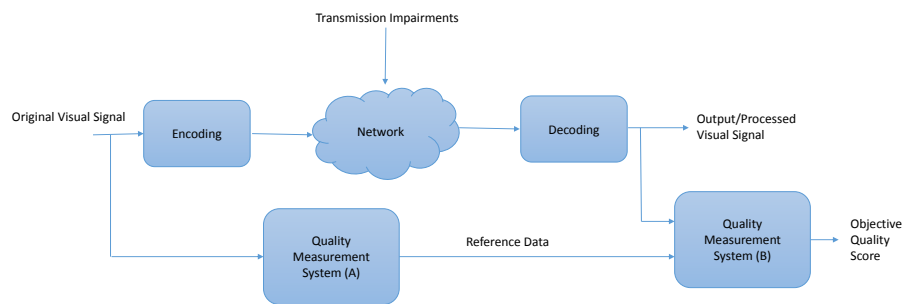 Transmission Impairments
Original Visual Signal
Encoding
Network
Decoding
Output/Processed
Visual Signal
Quality
Measurement
System (A)
Reference Data
Quality
Measurement
System (B)
Objective
Quality
Score